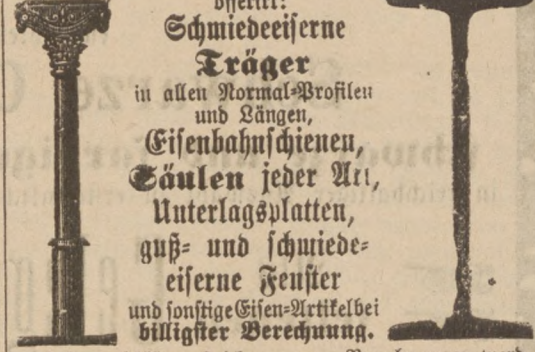 offerirt:
Schmiedeeiserne
Träger
in allen Normal-Profilen
und Längen,
Eisenbahnschienen,
Säulen jeder Art,
Unterlagsplatten,
guß- und schmiede-
eiserne Fenster
und sonstige Eisen-Artikel bei
billigster Berechnung.